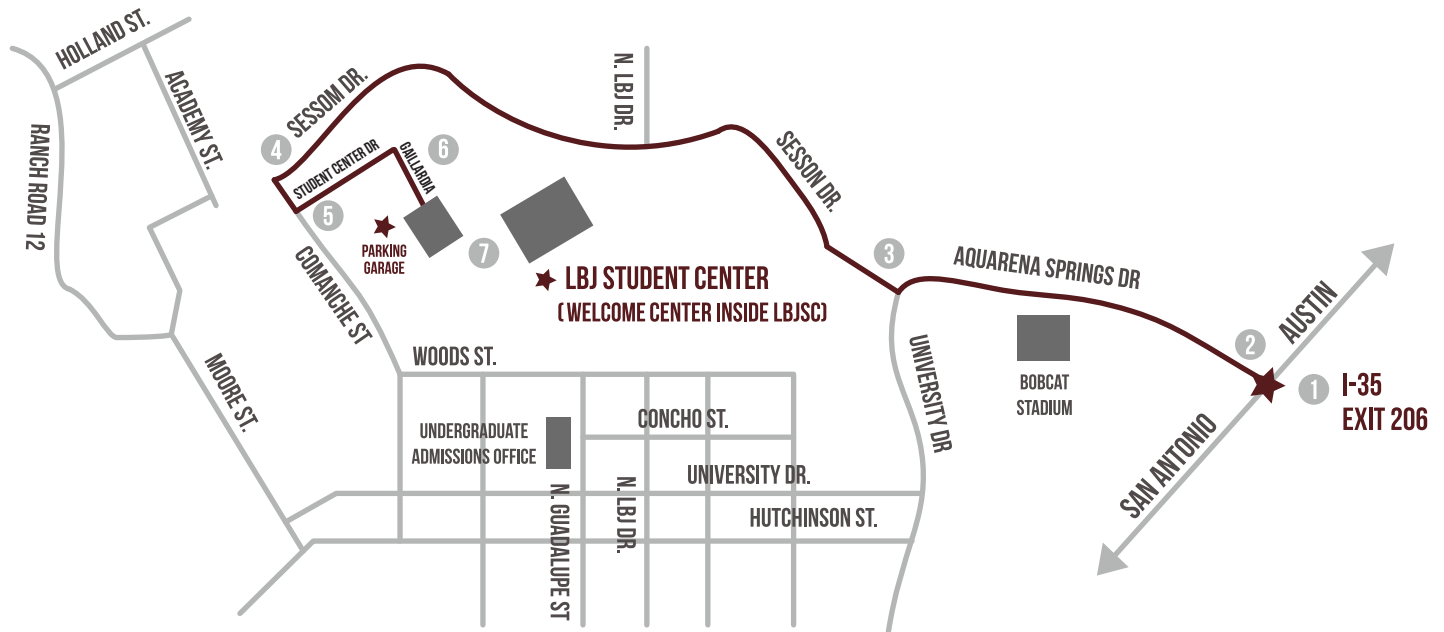 HOLLAND ST.
ACADEMY ST.
RANCH ROAD 12
SESSOM DR.
N. LBJ DR.
4
STUDENT CENTER DR
GAILLARDIA
6
5
PARKING
GARAGE
7
LBJ STUDENT CENTER
(WELCOME CENTER INSIDE LBJSC)
SESSON DR.
3
AQUARENA SPRINGS DR
AUSTIN
2
1
I-35
EXIT 206
SAN ANTONIO
BOBCAT
STADIUM
UNIVERSITY DR
COMANCHE ST
MOORE ST.
WOODS ST.
CONCHO ST.
UNDERGRADUATE
ADMISSIONS OFFICE
UNIVERSITY DR.
HUTCHINSON ST.
N. GUADALUPE ST
N. LBJ DR.